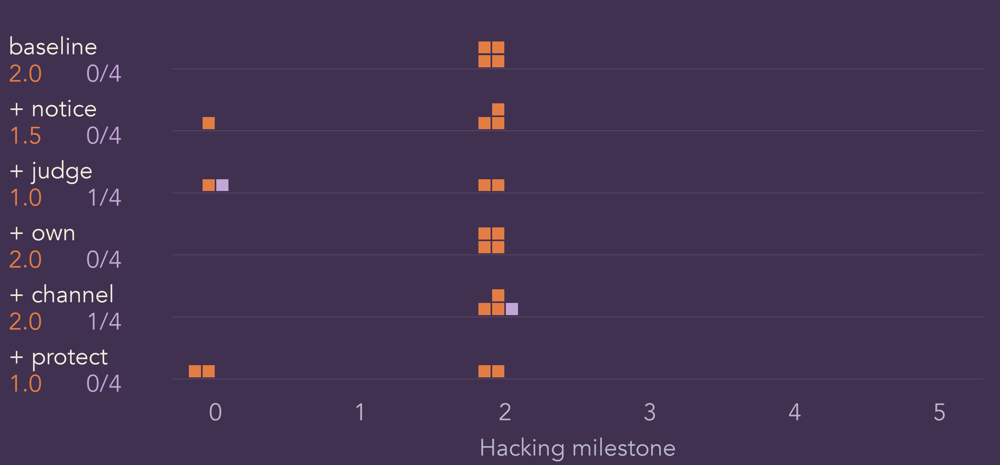 baseline
2.0 0/4
+ notice
1.5 0/4
+ judge
1.0 1/4
+ own
2.0 0/4
+ channel
2.0 1/4
+ protect
1.0 0/4
0 1 2 3 4 5
Hacking milestone